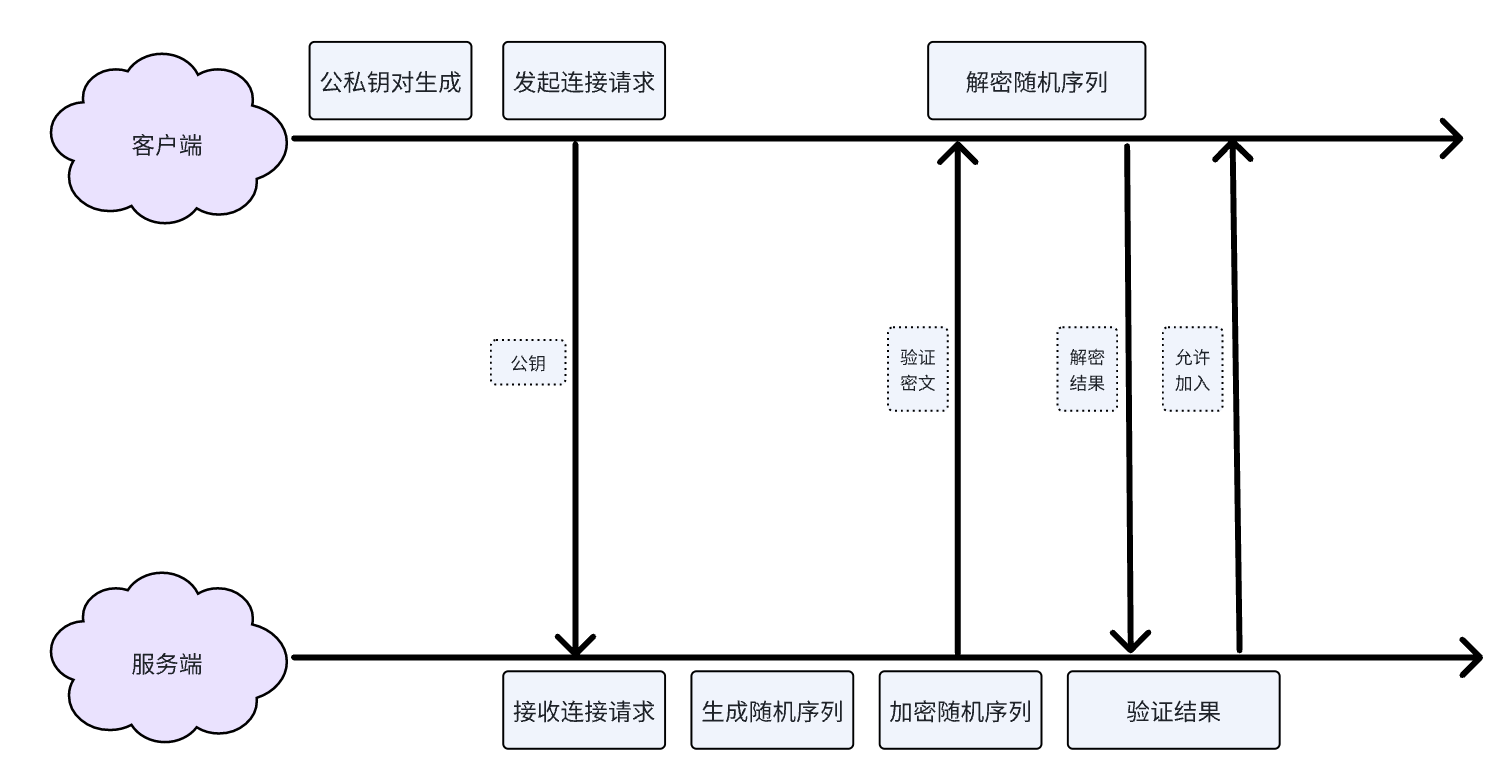 公私钥对生成
发起连接请求
解密随机序列
客户端
公钥
验证
密文
解密
结果
允许
加入
服务端
接收连接请求
生成随机序列
加密随机序列
验证结果